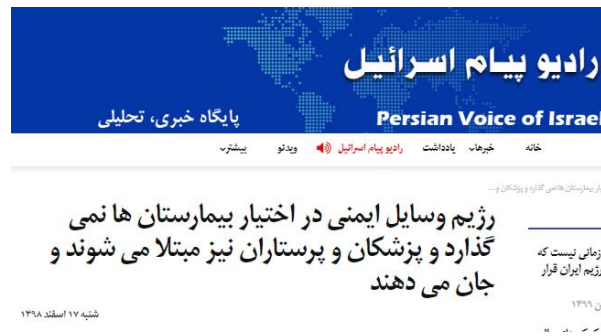 رادیو پیام اسرائیل
پایگاه خبری، تحلیلی
Persian Voice of Israel
خانه خبرها یادداشت رادیو پیام اسرائیل ویدئو بیشتر
رژیم وسایل ایمنی در اختیار بیمارستان ها نمی
گذارد و پزشکان و پرستاران نیز مبتلا می شوند و
جان می دهند
شنبه ۱۷ اسفند ۱۳۹۸
زمانی نیست که
رژیم ایران قرار
۱۳۹۹